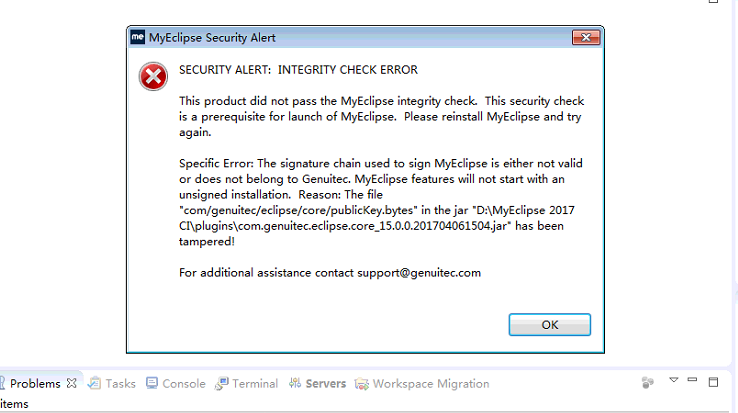 me MyEclipse Security Alert
SECURITY ALERT:  INTEGRITY CHECK ERROR
This product did not pass the MyEclipse integrity check.  This security check
is a prerequisite for launch of MyEclipse.  Please reinstall MyEclipse and try
again.
Specific Error: The signature chain used to sign MyEclipse is either not valid
or does not belong to Genuitec. MyEclipse features will not start with an
unsigned installation.  Reason: The file
"com/genuitec/eclipse/core/publicKey.bytes" in the jar "D:\MyEclipse 2017
CI\plugins\com.genuitec.eclipse.core_15.0.0.201704061504.jar" has been
tampered!
For additional assistance contact support@genuitec.com
OK
Problems Tasks Console Terminal Servers Workspace Migration
items